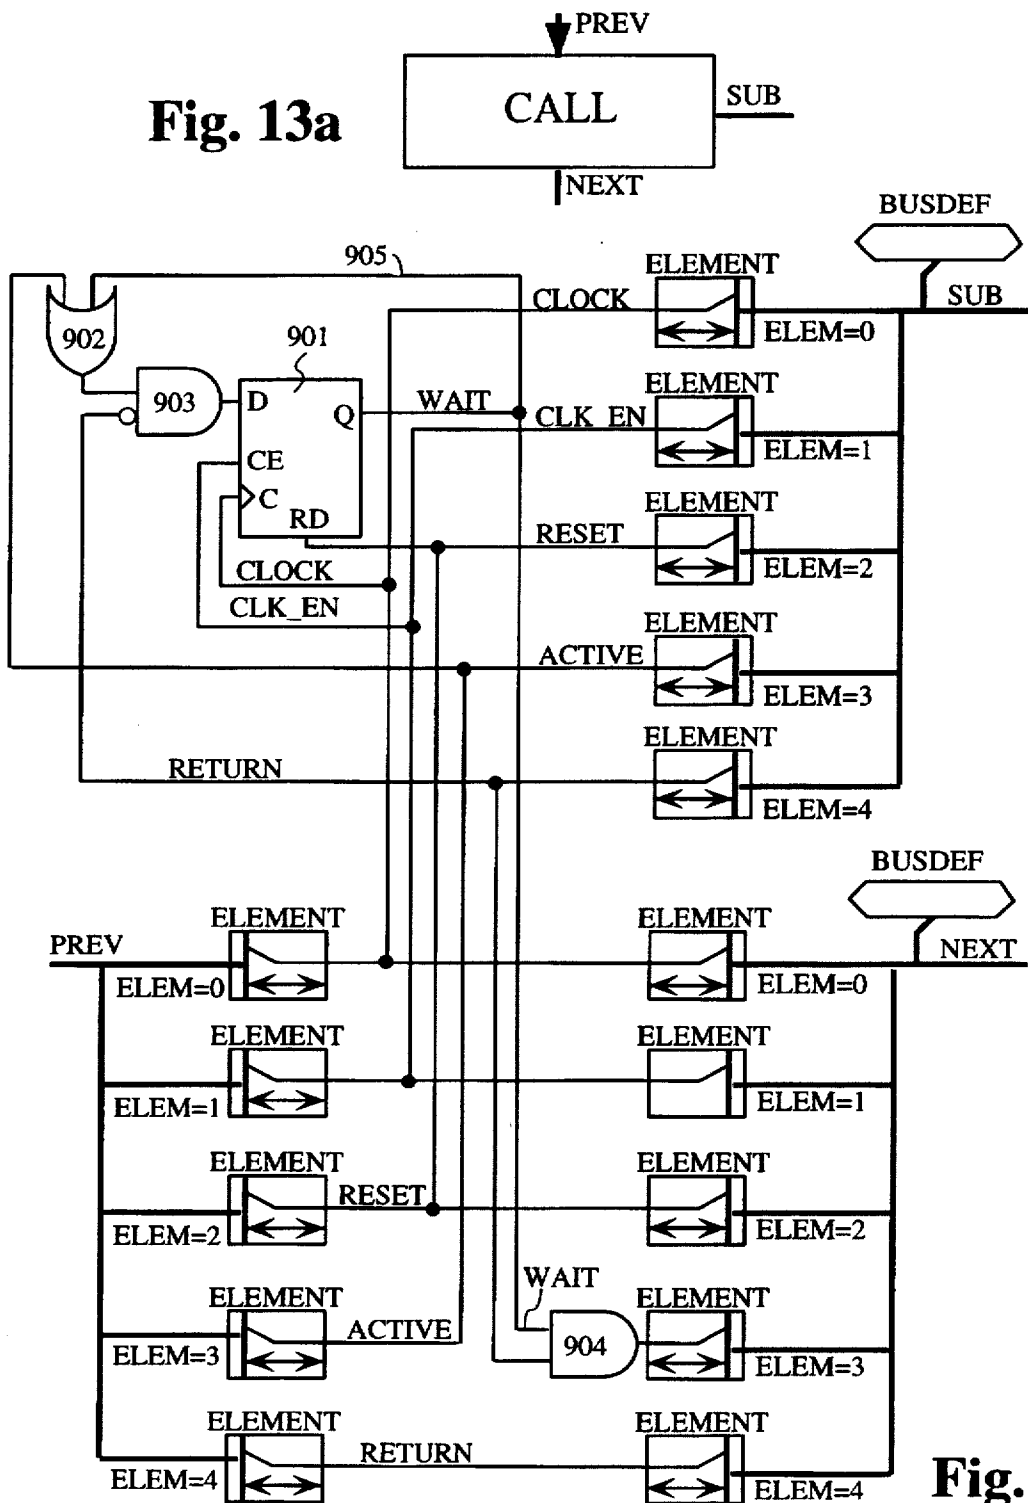 PREV
Fig. 13a
CALL
SUB
NEXT
BUSDEF
905
ELEMENT
SUB
CLOCK
902
901
ELEM=0
903
D
Q
WAIT
ELEMENT
CLK_EN
CE
ELEM=1
C
RD
ELEMENT
RESET
CLOCK
ELEM=2
CLK_EN
ELEMENT
ACTIVE
ELEM=3
ELEMENT
RETURN
ELEM=4
BUSDEF
PREV
ELEMENT
ELEMENT
NEXT
ELEM=0
ELEM=0
ELEMENT
ELEMENT
ELEM=1
ELEM=1
ELEMENT
ELEMENT
RESET
ELEM=2
ELEM=2
WAIT
ELEMENT
ELEMENT
ACTIVE
904
ELEM=3
ELEM=3
ELEMENT
ELEMENT
RETURN
ELEM=4
ELEM=4
Fig.